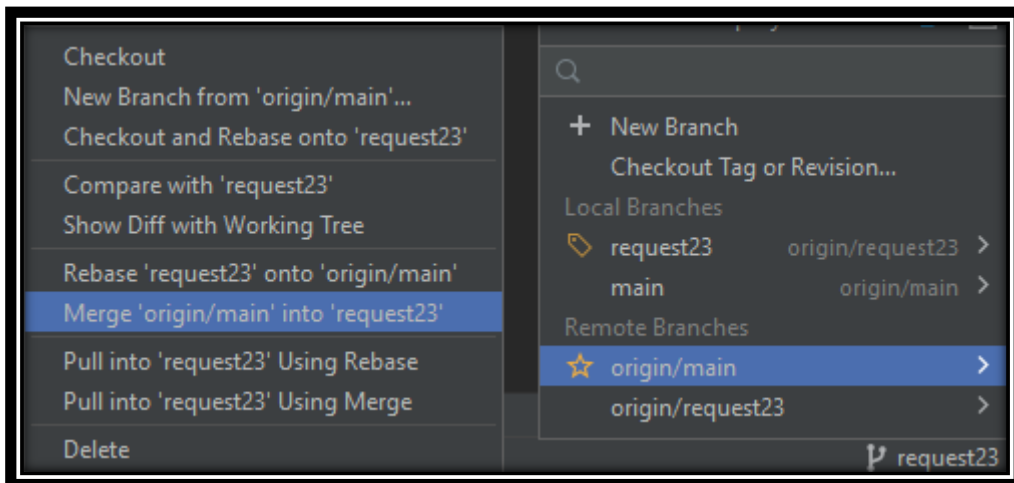 Checkout
New Branch from 'origin/main'...
Checkout and Rebase onto 'request23'
Compare with 'request23'
Show Diff with Working Tree
Rebase 'request23' onto 'origin/main'
Merge 'origin/main' into 'request23'
Pull into 'request23' Using Rebase
Pull into 'request23' Using Merge
Delete
New Branch
Checkout Tag or Revision...
Local Branches
request23 origin/request23
main origin/main
Remote Branches
origin/main
origin/request23
request23